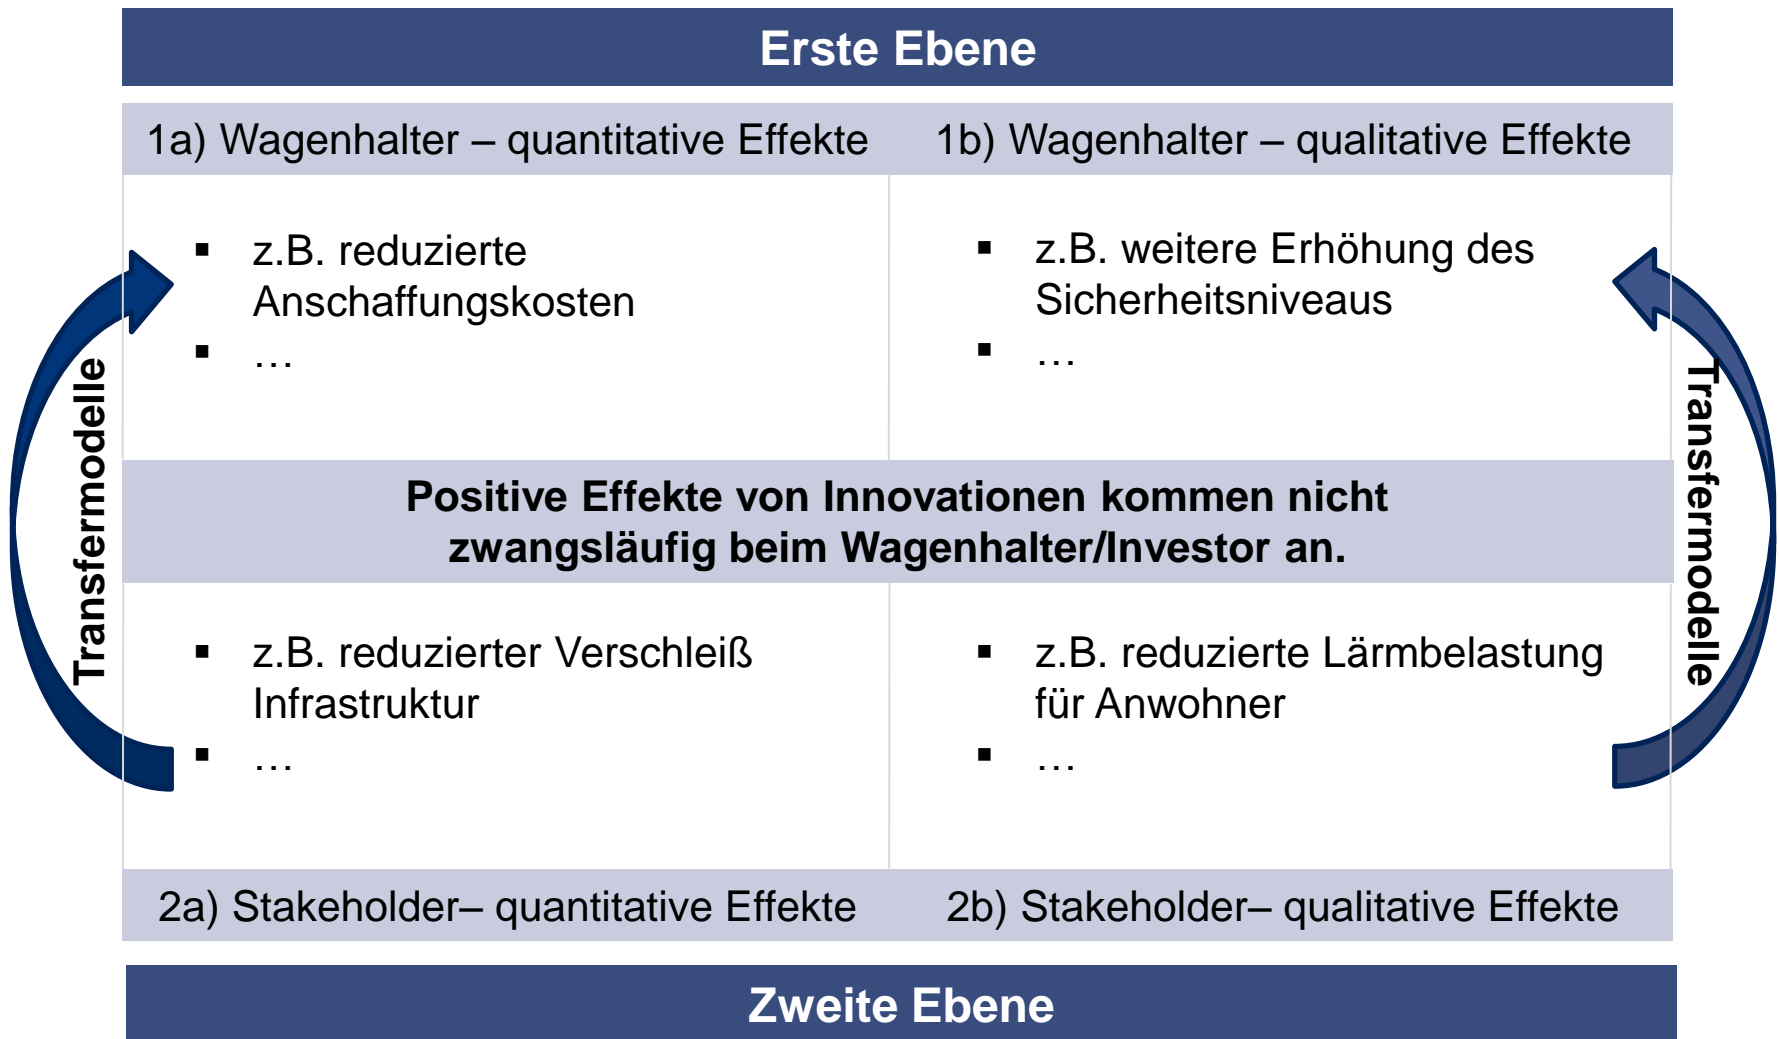 Erste Ebene
1a) Wagenhalter – quantitative Effekte
1b) Wagenhalter – qualitative Effekte
▪ z.B. reduzierte
Anschaffungskosten
▪ …
▪ z.B. weitere Erhöhung des
Sicherheitsniveaus
▪ …
Transfermodelle
Transfermodelle
Positive Effekte von Innovationen kommen nicht
zwangsläufig beim Wagenhalter/Investor an.
▪ z.B. reduzierter Verschleiß
Infrastruktur
▪ …
▪ z.B. reduzierte Lärmbelastung
für Anwohner
▪ …
2a) Stakeholder– quantitative Effekte
2b) Stakeholder– qualitative Effekte
Zweite Ebene